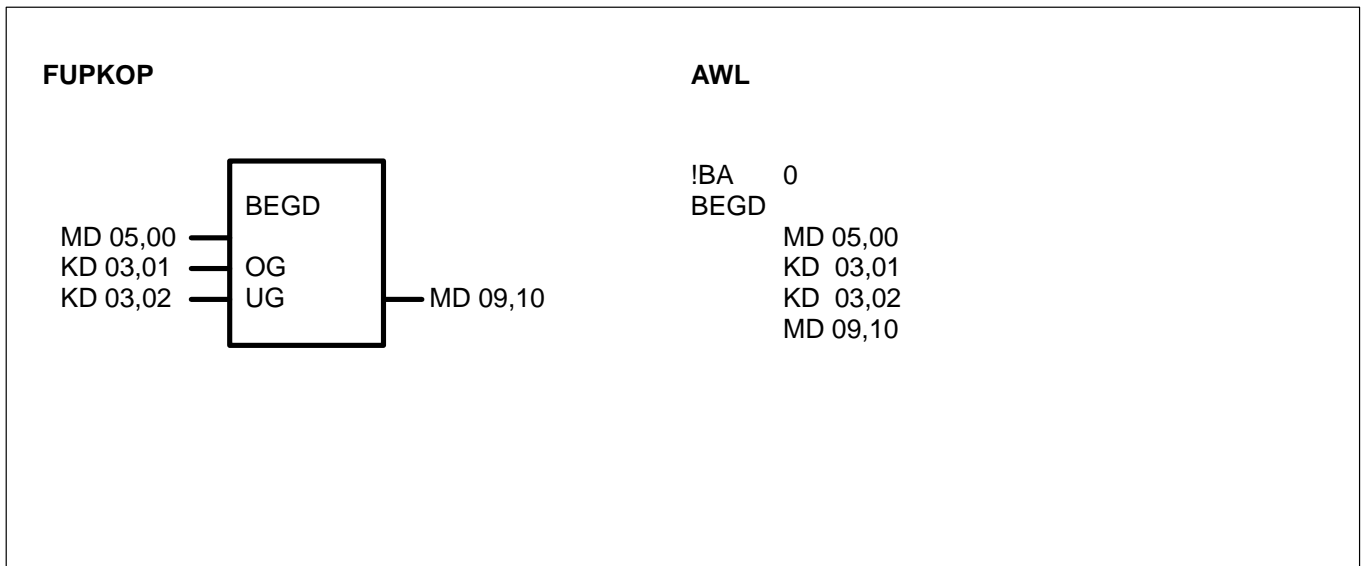 FUPKOP
BEGD
MD 05,00
KD 03,01 OG
KD 03,02 UG MD 09,10
AWL
!BA 0
BEGD
MD 05,00
KD 03,01
KD 03,02
MD 09,10